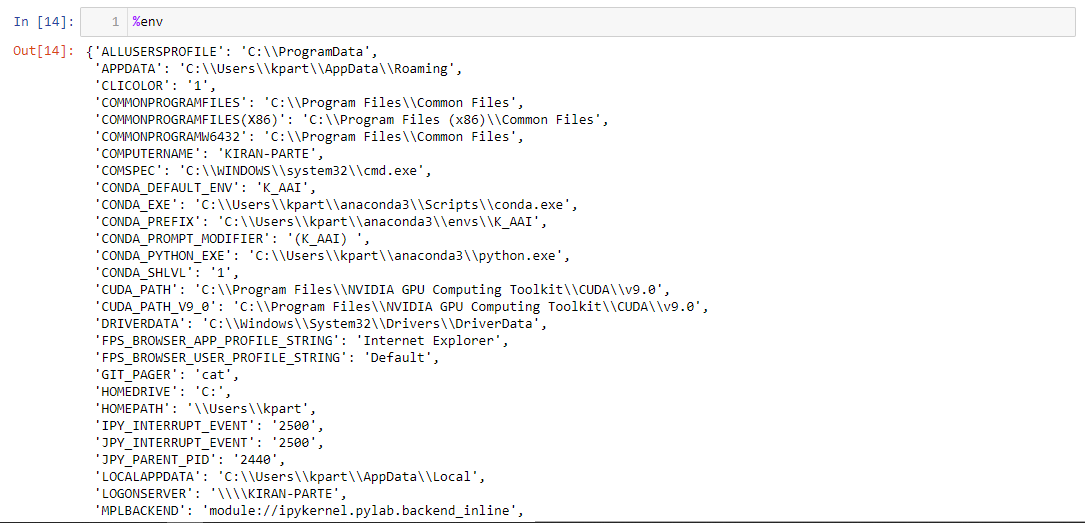 In [14]: 1 %env
Out[14]: {'ALLUSERSPROFILE': 'C:\\ProgramData',
'APPDATA': 'C:\\Users\\kpart\\AppData\\Roaming',
'CLICOLOR': '1',
'COMMONPROGRAMFILES': 'C:\\Program Files\\Common Files',
'COMMONPROGRAMFILES(X86)': 'C:\\Program Files (x86)\\Common Files',
'COMMONPROGRAMW6432': 'C:\\Program Files\\Common Files',
'COMPUTERNAME': 'KIRAN-PARTE',
'COMSPEC': 'C:\\WINDOWS\\system32\\cmd.exe',
'CONDA_DEFAULT_ENV': 'K_AAI',
'CONDA_EXE': 'C:\\Users\\kpart\\anaconda3\\Scripts\\conda.exe',
'CONDA_PREFIX': 'C:\\Users\\kpart\\anaconda3\\envs\\K_AAI',
'CONDA_PROMPT_MODIFIER': '(K_AAI) ',
'CONDA_PYTHON_EXE': 'C:\\Users\\kpart\\anaconda3\\python.exe',
'CONDA_SHLVL': '1',
'CUDA_PATH': 'C:\\Program Files\\NVIDIA GPU Computing Toolkit\\CUDA\\v9.0',
'CUDA_PATH_V9_0': 'C:\\Program Files\\NVIDIA GPU Computing Toolkit\\CUDA\\v9.0',
'DRIVERDATA': 'C:\\Windows\\System32\\Drivers\\DriverData',
'FPS_BROWSER_APP_PROFILE_STRING': 'Internet Explorer',
'FPS_BROWSER_USER_PROFILE_STRING': 'Default',
'GIT_PAGER': 'cat',
'HOMEDRIVE': 'C:',
'HOMEPATH': '\\Users\\kpart',
'IPY_INTERRUPT_EVENT': '2500',
'JPY_INTERRUPT_EVENT': '2500',
'JPY_PARENT_PID': '2440',
'LOCALAPPDATA': 'C:\\Users\\kpart\\AppData\\Local',
'LOGONSERVER': '\\\\KIRAN-PARTE',
'MPLBACKEND': 'module://ipykernel.pylab.backend_inline',